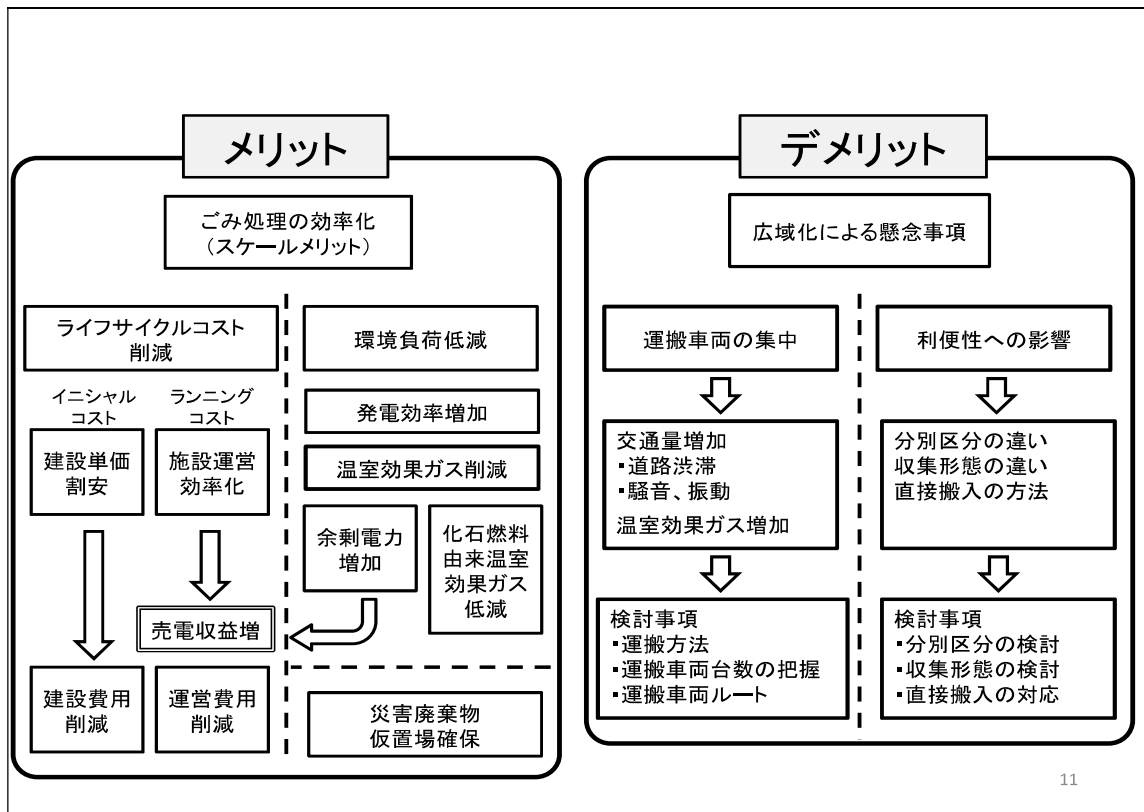 メリット
ごみ処理の効率化
（スケールメリット）
ライフサイクルコスト
削減
イニシャル
コスト
ランニング
コスト
建設単価
割安
施設運営
効率化
売電収益増
建設費用
削減
運営費用
削減
環境負荷低減
発電効率増加
温室効果ガス削減
余剰電力
増加
化石燃料
由来温室
効果ガス
低減
災害廃棄物
仮置場確保
デメリット
広域化による懸念事項
運搬車両の集中
交通量増加
・道路渋滞
・騒音、振動
温室効果ガス増加
検討事項
・運搬方法
・運搬車両台数の把握
・運搬車両ルート
利便性への影響
分別区分の違い
収集形態の違い
直接搬入の方法
検討事項
・分別区分の検討
・収集形態の検討
・直接搬入の対応
11